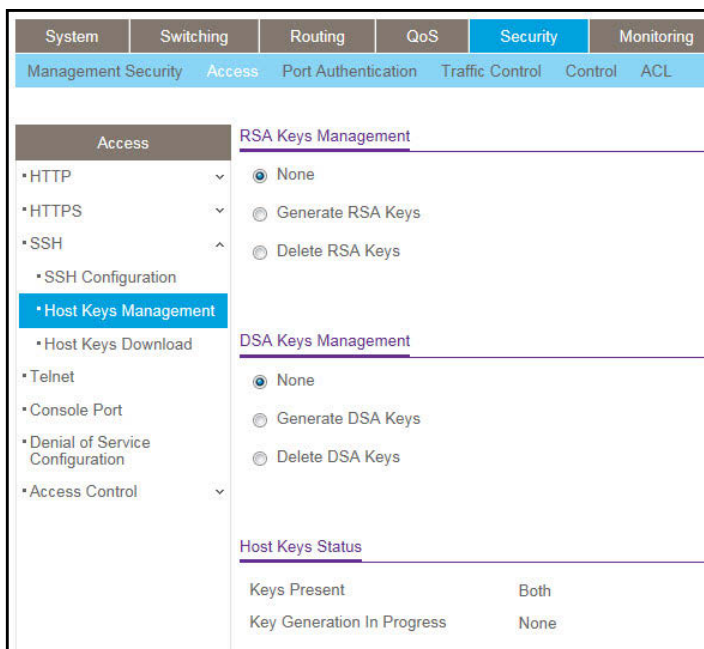 System Switching Routing QoS Security Monitoring
Management Security Access Port Authentication Traffic Control Control ACL
Access
HTTP
HTTPS
SSH
SSH Configuration
Host Keys Management
Host Keys Download
Telnet
Console Port
Denial of Service
Configuration
Access Control
RSA Keys Management
None
Generate RSA Keys
Delete RSA Keys
DSA Keys Management
None
Generate DSA Keys
Delete DSA Keys
Host Keys Status
Keys Present Both
Key Generation In Progress None